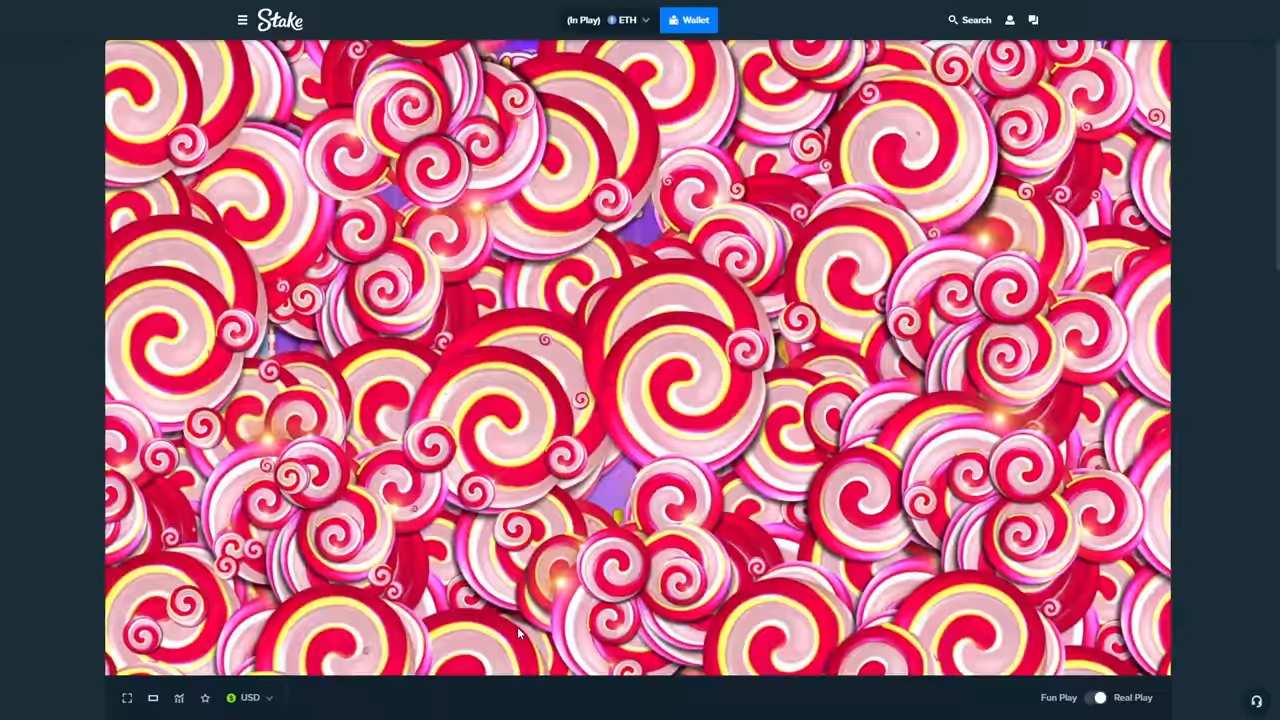 Stake
(In Play) ETH
Wallet
Search
USD
Fun Play
Real Play